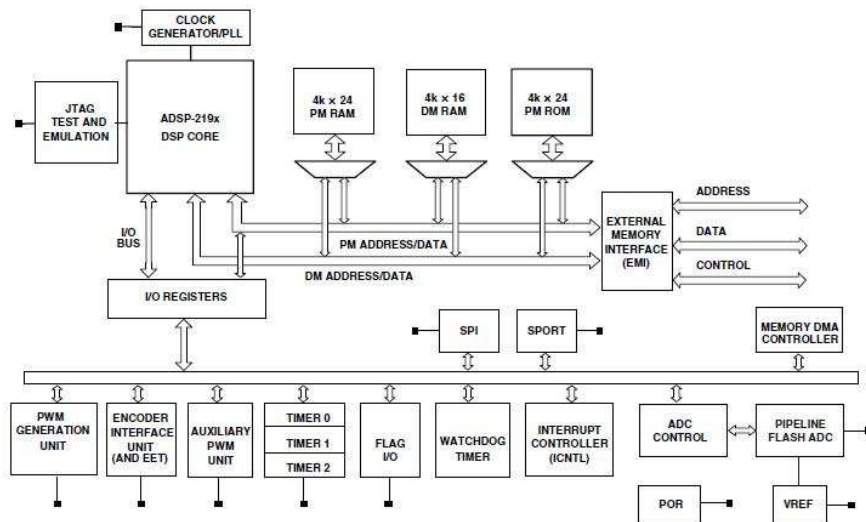 CLOCK
GENERATOR/PLL
JTAG
TEST AND
EMULATION
ADSP-219x
DSP CORE
4k × 24
PM RAM
4k × 16
DM RAM
4k × 24
PM ROM
I/O
BUS
PM ADDRESS/DATA
DM ADDRESS/DATA
EXTERNAL
MEMORY
INTERFACE
(EMI)
ADDRESS
DATA
CONTROL
I/O REGISTERS
SPI
SPORT
MEMORY DMA
CONTROLLER
PWM
GENERATION
UNIT
ENCODER
INTERFACE
UNIT
(AND EET)
AUXILIARY
PWM
UNIT
TIMER 0
TIMER 1
TIMER 2
FLAG
I/O
WATCHDOG
TIMER
INTERRUPT
CONTROLLER
(ICNTL)
ADC
CONTROL
PIPELINE
FLASH ADC
POR
VREF